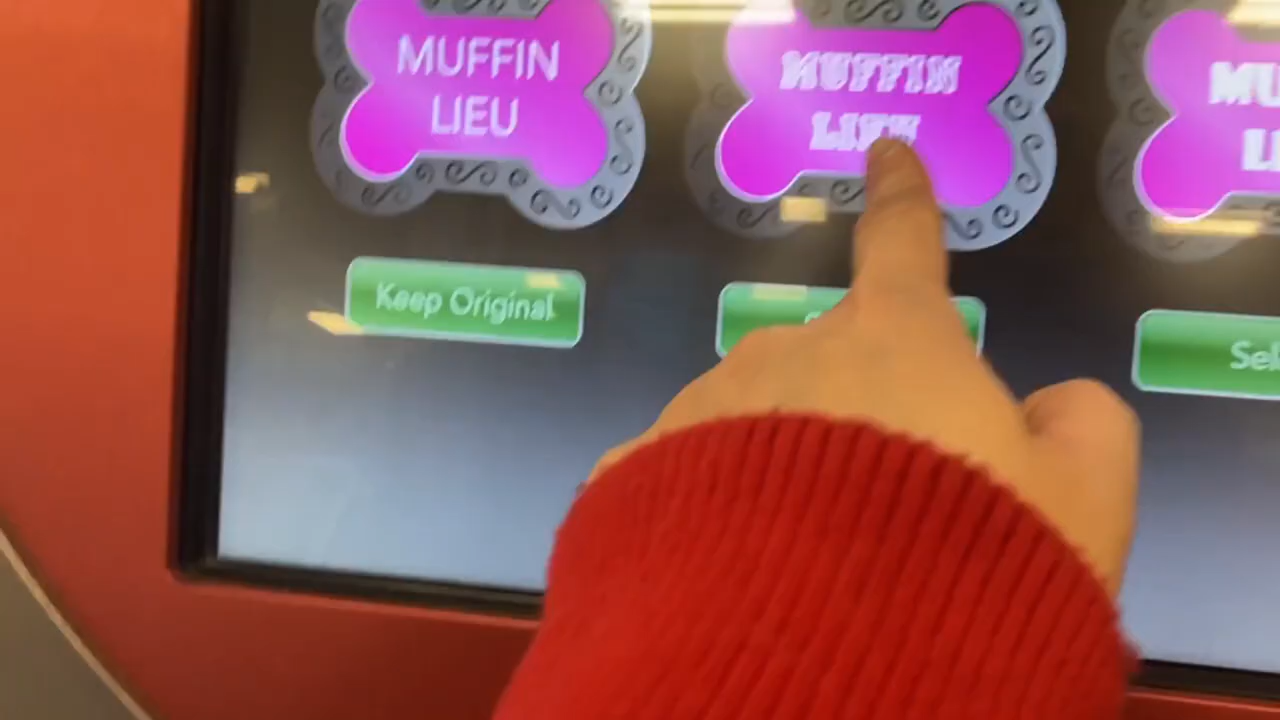 MUFFIN
LIEU
MUFFIN
LIEU
MU
LI
Keep Original
Sel